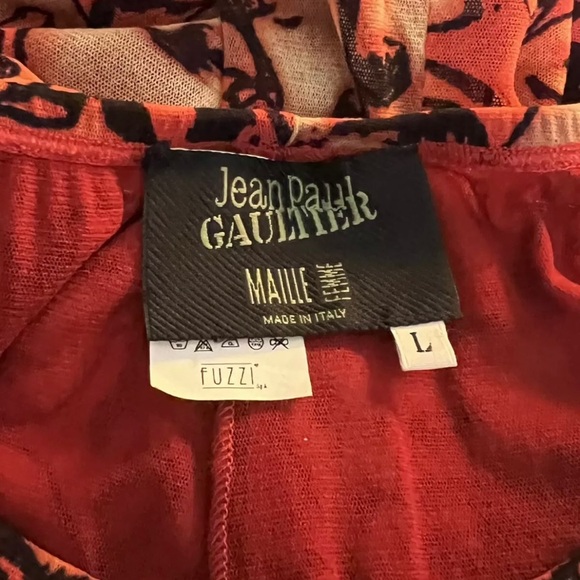 Jean Paul
GAULTIER
MAILLE FEMME
MADE IN ITALY
L
FUZZI